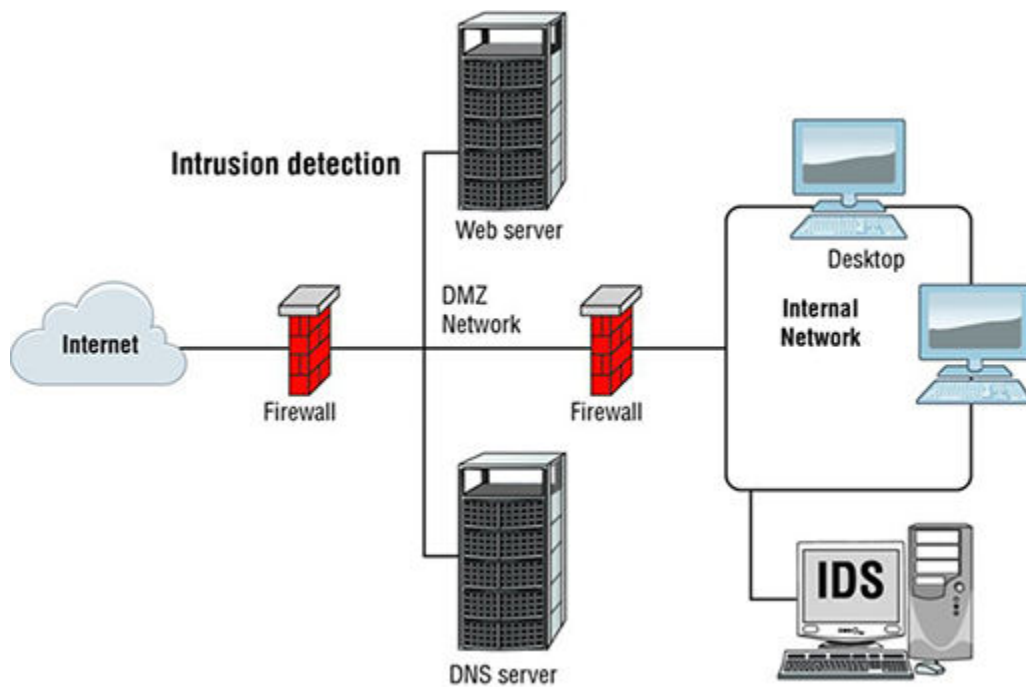 Intrusion detection
Web server
Desktop
DMZ
Network
Internal
Network
Internet
Firewall
Firewall
DNS server
IDS